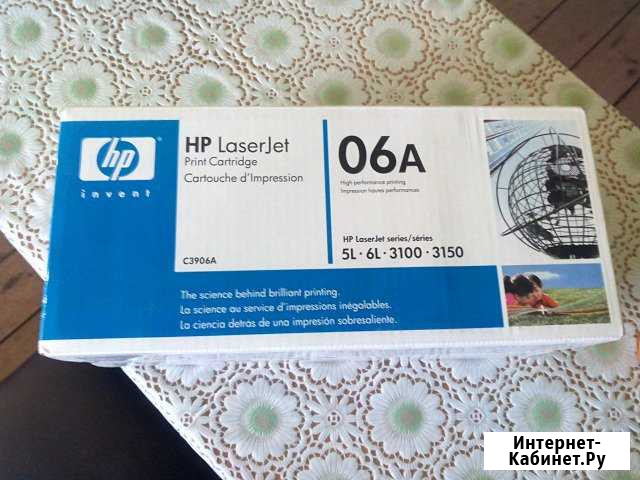 hp
invent
HP LaserJet
Print Cartridge
Cartouche d'Impression
C3906A
06A
High performance printing
Impression hautes performances
HP LaserJet series/séries
5L · 6L · 3100 · 3150
The science behind brilliant printing.
La science au service d'impressions inégalables.
La ciencia detrás de una impresión sobresaliente.
Интернет-
Кабинет.Ру